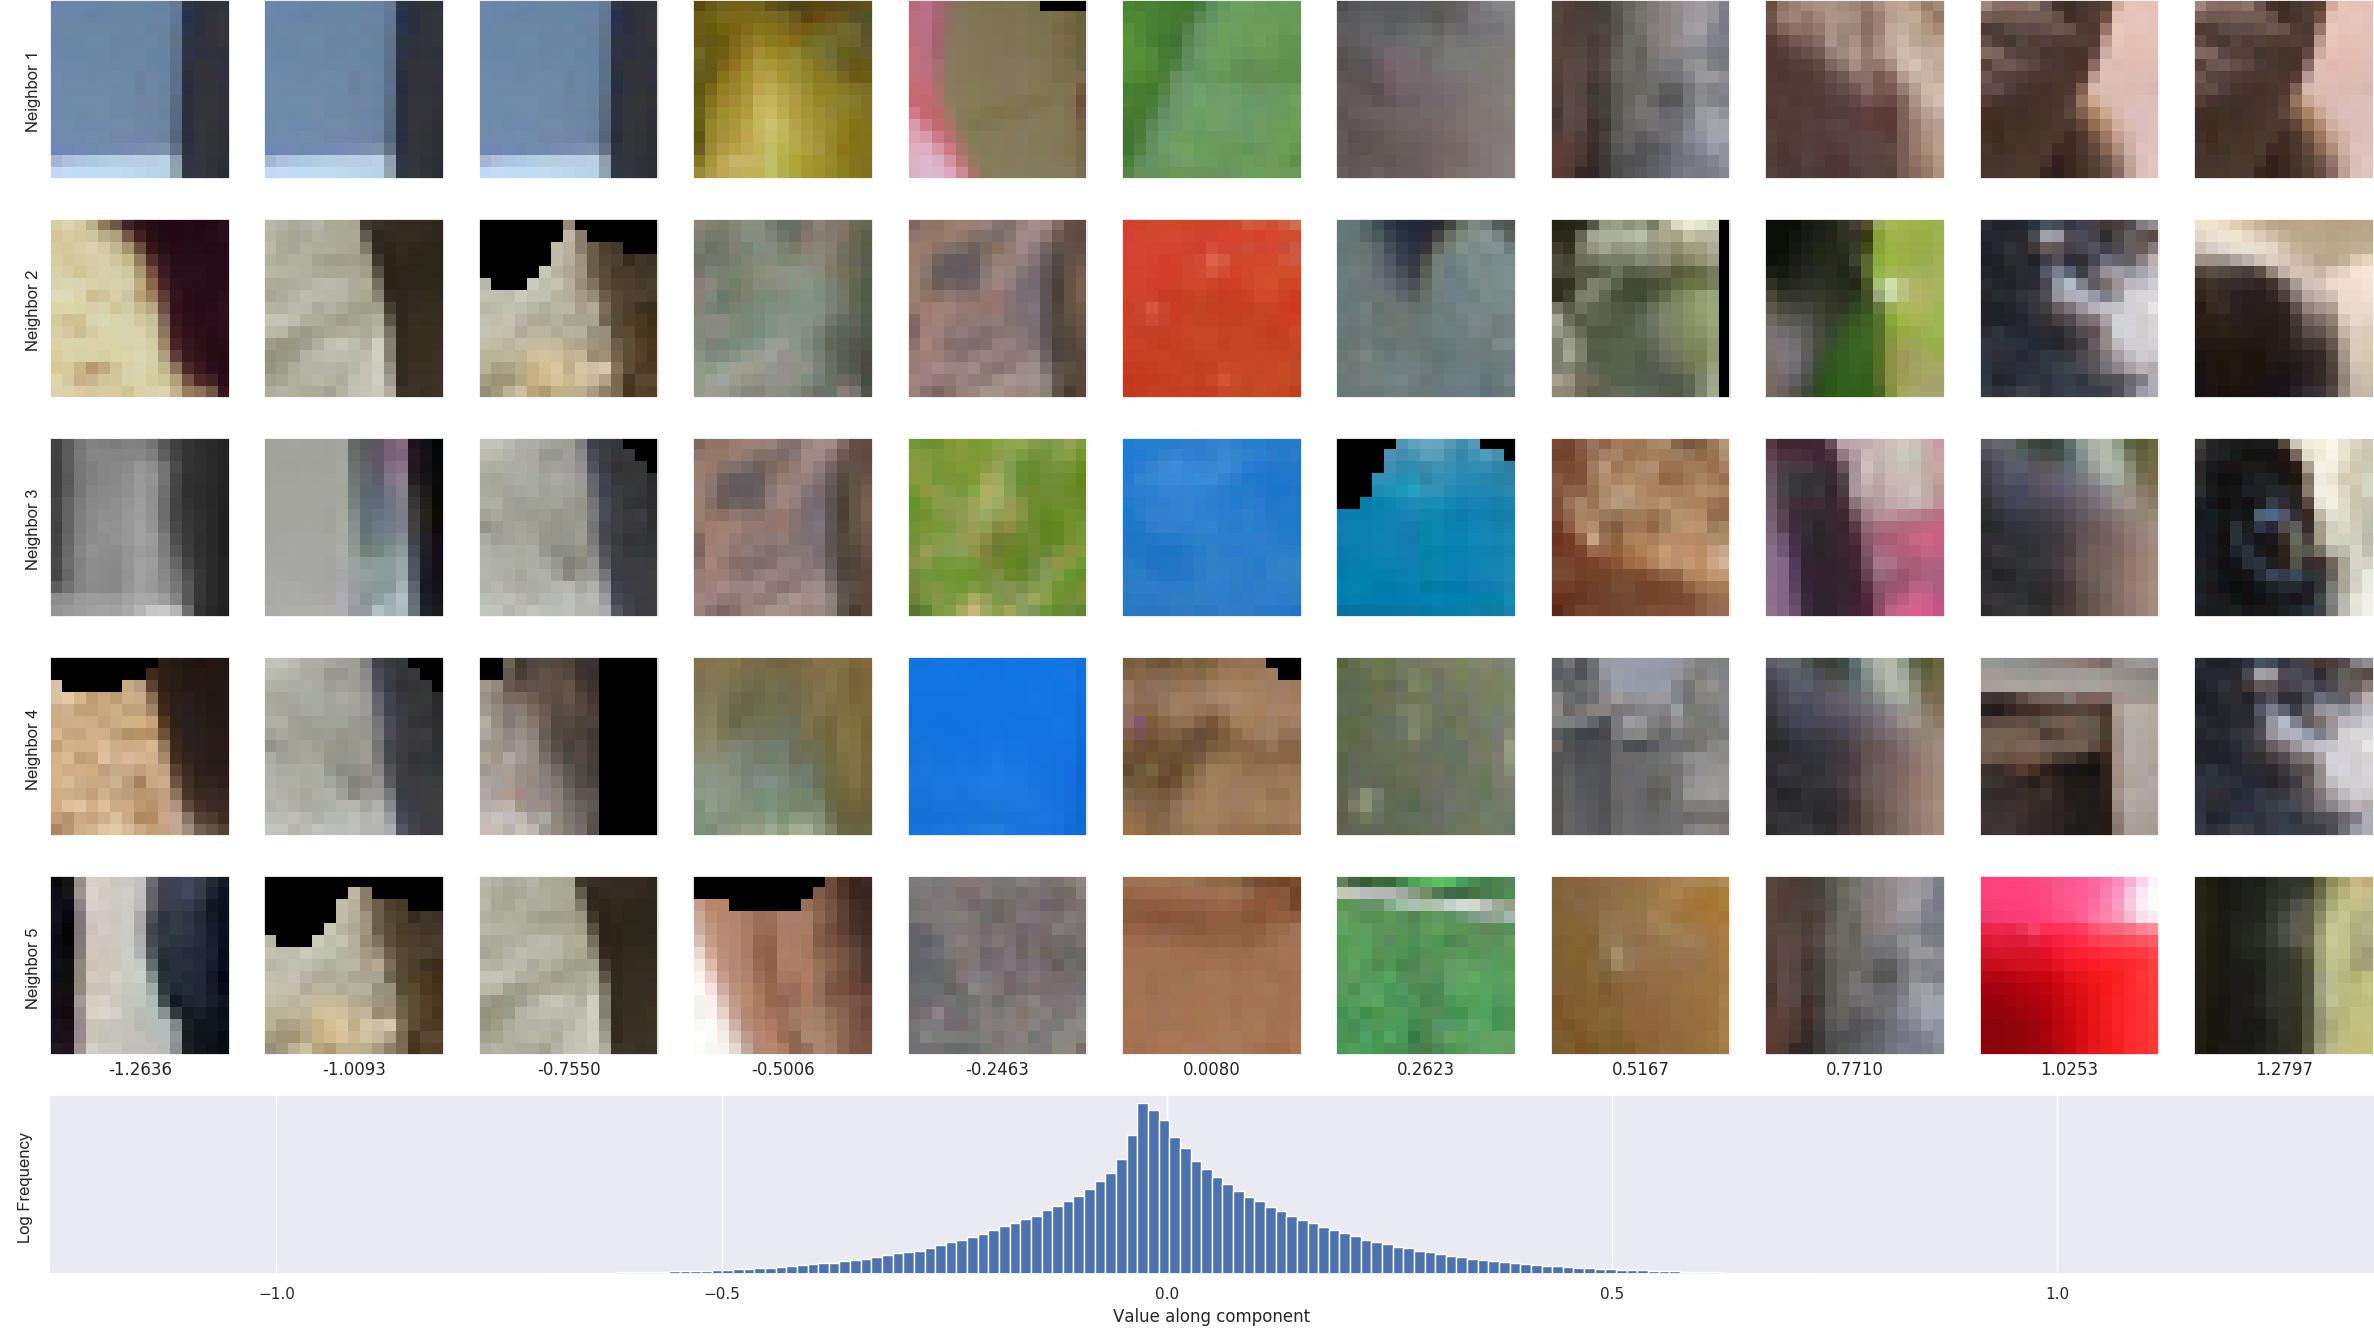 Neighbor 1
Neighbor 2
Neighbor 3
Neighbor 4
Neighbor 5
-1.2636 -1.0093 -0.7550 -0.5006 -0.2463 0.0080 0.2623 0.5167 0.7710 1.0253 1.2797
Log Frequency
−1.0 −0.5 0.0 0.5 1.0
Value along component